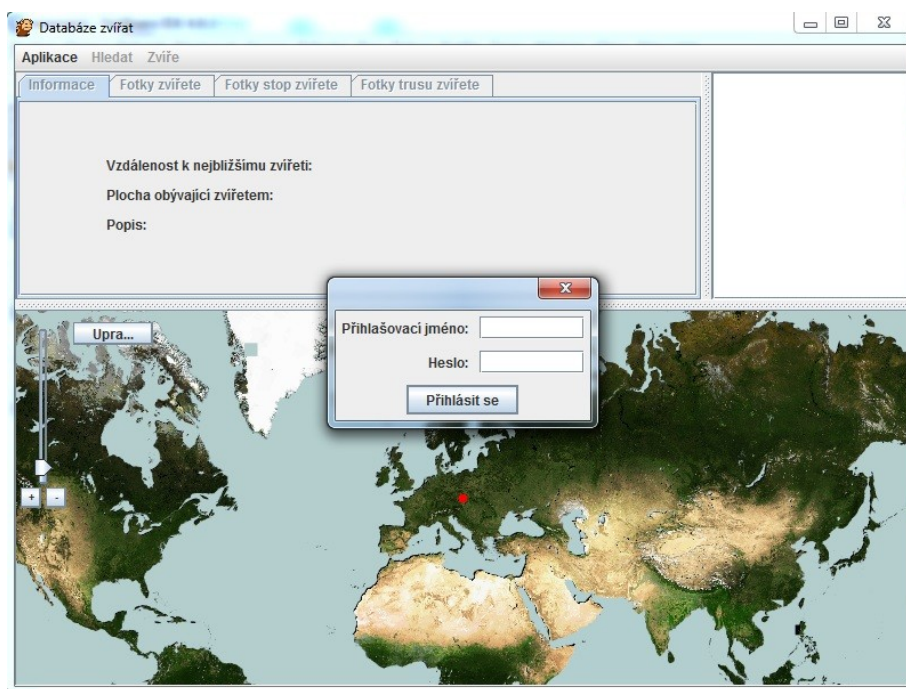 Databáze zvířat
Aplikace Hledat Zvíře
Informace Fotky zvířete Fotky stop zvířete Fotky trusu zvířete
Vzdálenost k nejbližšímu zvířeti:
Plocha obývající zvířetem:
Popis:
Upra...
Přihlašovací jméno:
Heslo:
Přihlásit se
+ -